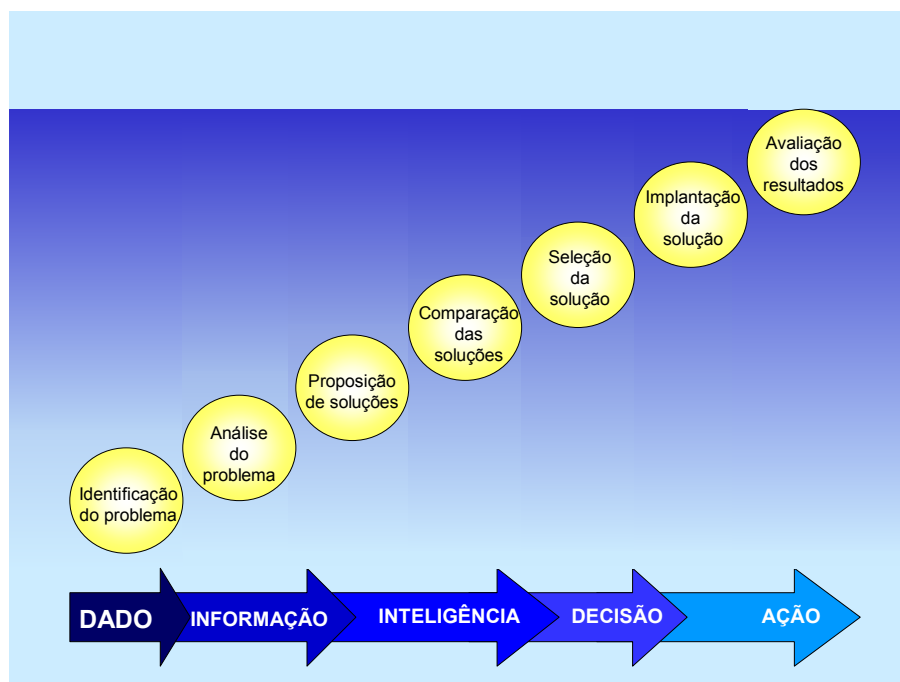 Identificação
do problema
Análise
do
problema
Proposição
de soluções
Comparação
das
soluções
Seleção
da
solução
Implantação
da
solução
Avaliação
dos
resultados
DADO
INFORMAÇÃO
INTELIGÊNCIA
DECISÃO
AÇÃO